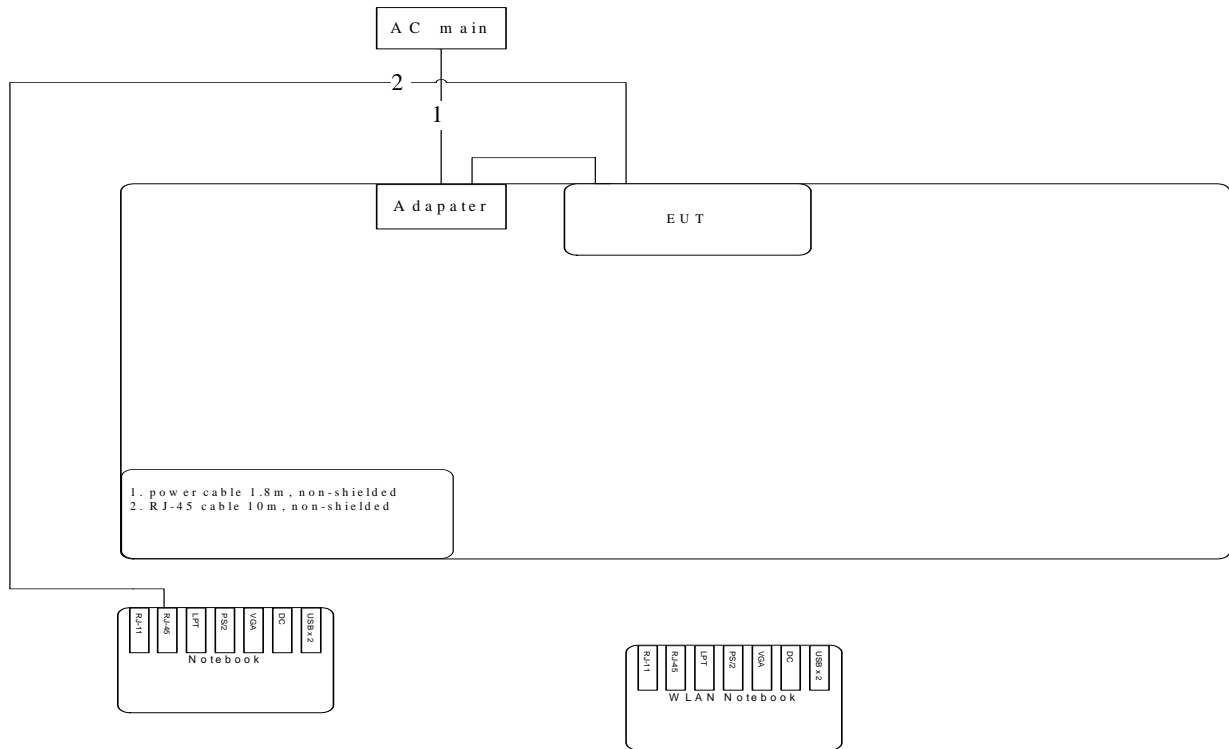 AC main
2
1
Adapater
EUT
1. power cable 1.8m, non-shielded
2. RJ-45 cable 10m, non-shielded
RJ-11
RJ-45
LPT
PS/2
VGA
DC
USB x 2
Notebook
RJ-11
RJ-45
LPT
PS/2
VGA
DC
USB x 2
WLAN Notebook